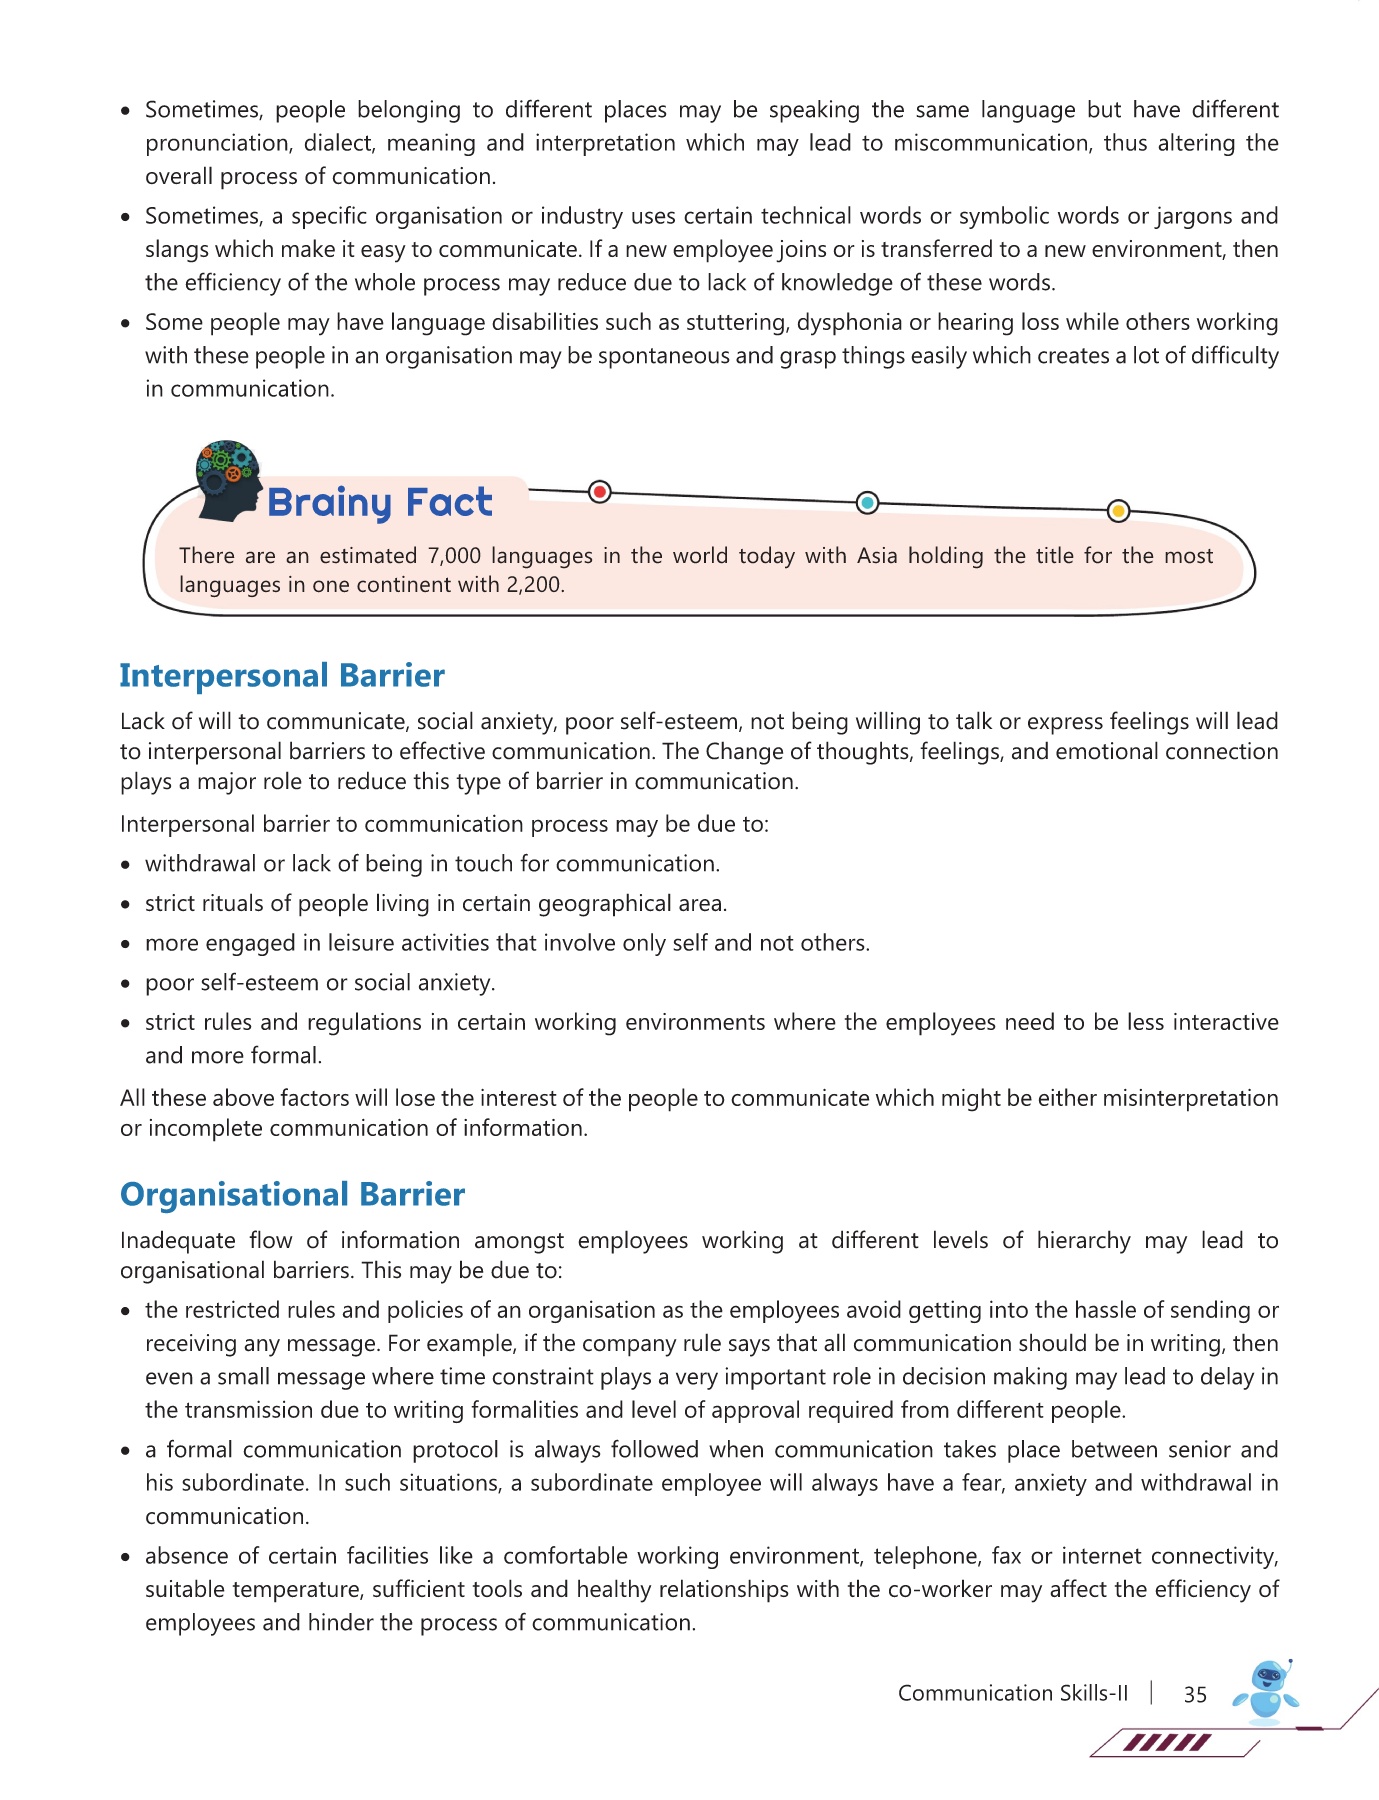 • Sometimes, people belonging to different places may be speaking the same language but have different
pronunciation, dialect, meaning and interpretation which may lead to miscommunication, thus altering the
overall process of communication.
• Sometimes, a specific organisation or industry uses certain technical words or symbolic words or jargons and
slangs which make it easy to communicate. If a new employee joins or is transferred to a new environment, then
the efficiency of the whole process may reduce due to lack of knowledge of these words.
• Some people may have language disabilities such as stuttering, dysphonia or hearing loss while others working
with these people in an organisation may be spontaneous and grasp things easily which creates a lot of difficulty
in communication.
Brainy Fact
There are an estimated 7,000 languages in the world today with Asia holding the title for the most
languages in one continent with 2,200.
Interpersonal Barrier
Lack of will to communicate, social anxiety, poor self-esteem, not being willing to talk or express feelings will lead
to interpersonal barriers to effective communication. The Change of thoughts, feelings, and emotional connection
plays a major role to reduce this type of barrier in communication.
Interpersonal barrier to communication process may be due to:
• withdrawal or lack of being in touch for communication.
• strict rituals of people living in certain geographical area.
• more engaged in leisure activities that involve only self and not others.
• poor self-esteem or social anxiety.
• strict rules and regulations in certain working environments where the employees need to be less interactive
and more formal.
All these above factors will lose the interest of the people to communicate which might be either misinterpretation
or incomplete communication of information.
Organisational Barrier
Inadequate flow of information amongst employees working at different levels of hierarchy may lead to
organisational barriers. This may be due to:
• the restricted rules and policies of an organisation as the employees avoid getting into the hassle of sending or
receiving any message. For example, if the company rule says that all communication should be in writing, then
even a small message where time constraint plays a very important role in decision making may lead to delay in
the transmission due to writing formalities and level of approval required from different people.
• a formal communication protocol is always followed when communication takes place between senior and
his subordinate. In such situations, a subordinate employee will always have a fear, anxiety and withdrawal in
communication.
• absence of certain facilities like a comfortable working environment, telephone, fax or internet connectivity,
suitable temperature, sufficient tools and healthy relationships with the co-worker may affect the efficiency of
employees and hinder the process of communication.
Communication Skills-II | 35